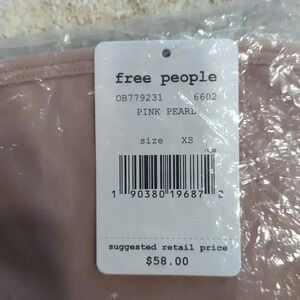 free people
OB779231 6602
PINK PEARL
size XS
1 90380 19687 2
suggested retail price
$58.00